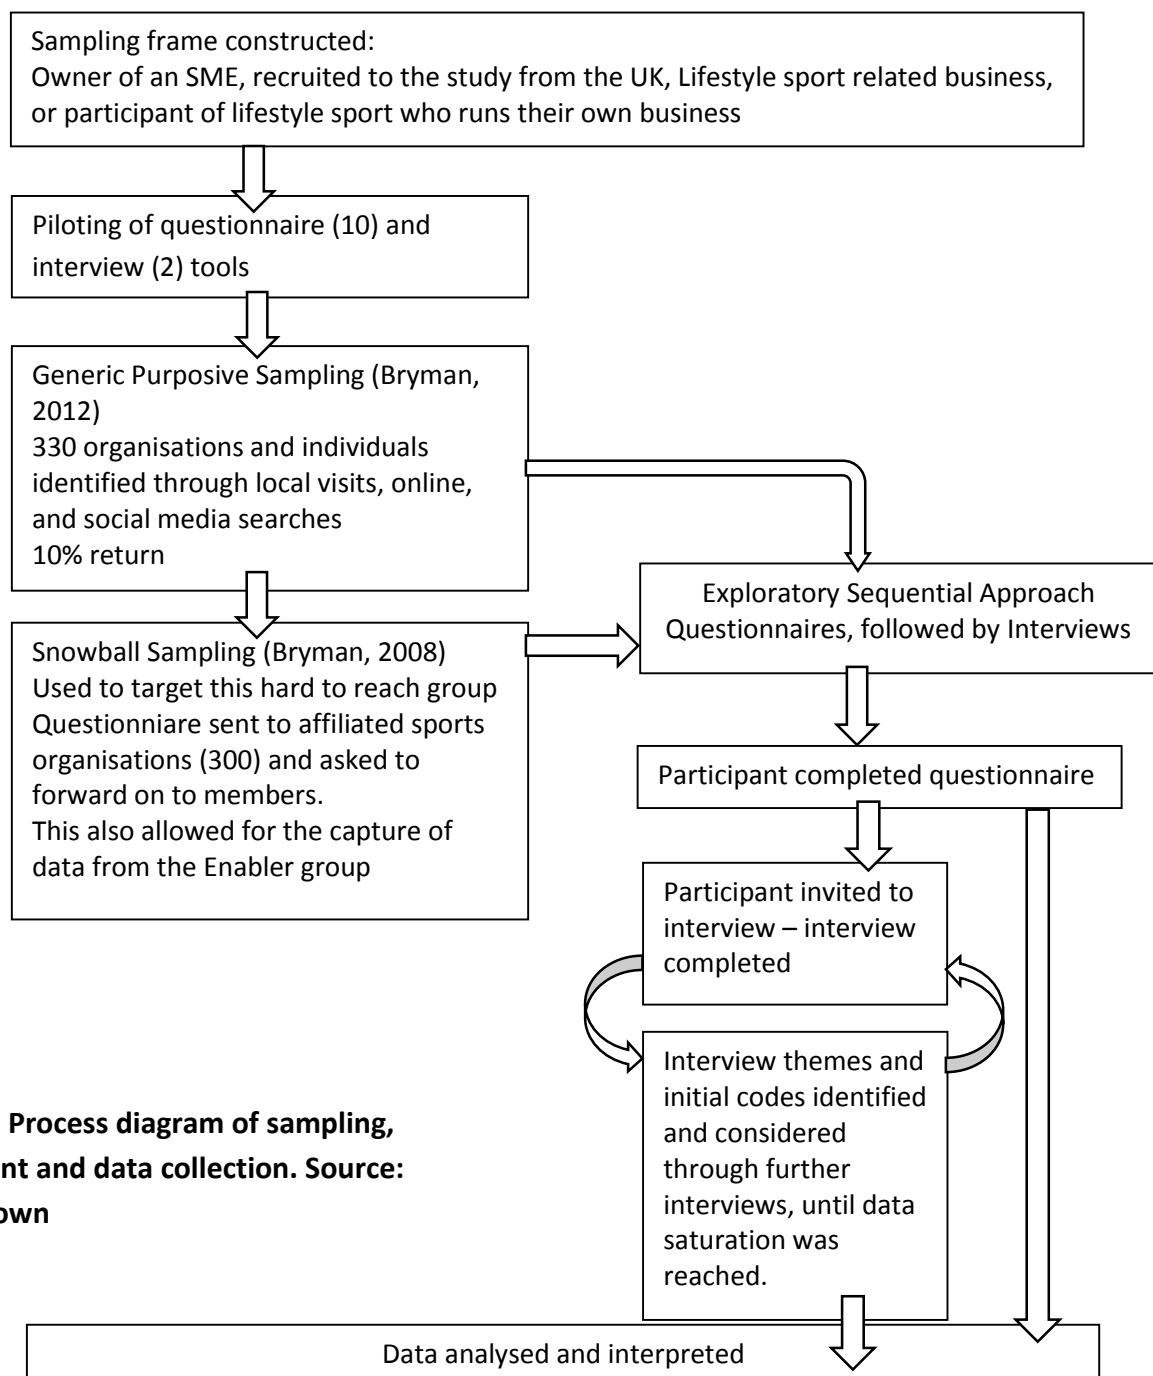 Sampling frame constructed:
Owner of an SME, recruited to the study from the UK, Lifestyle sport related business,
or participant of lifestyle sport who runs their own business
Piloting of questionnaire (10) and
interview (2) tools
Generic Purposive Sampling (Bryman,
2012)
330 organisations and individuals
identified through local visits, online,
and social media searches
10% return
Snowball Sampling (Bryman, 2008)
Used to target this hard to reach group
Questionniare sent to affiliated sports
organisations (300) and asked to
forward on to members.
This also allowed for the capture of
data from the Enabler group
Exploratory Sequential Approach
Questionnaires, followed by Interviews
Participant completed questionnaire
Participant invited to
interview – interview
completed
Interview themes and
initial codes identified
and considered
through further
interviews, until data
saturation was
reached.
Process diagram of sampling,
nt and data collection. Source:
own
Data analysed and interpreted